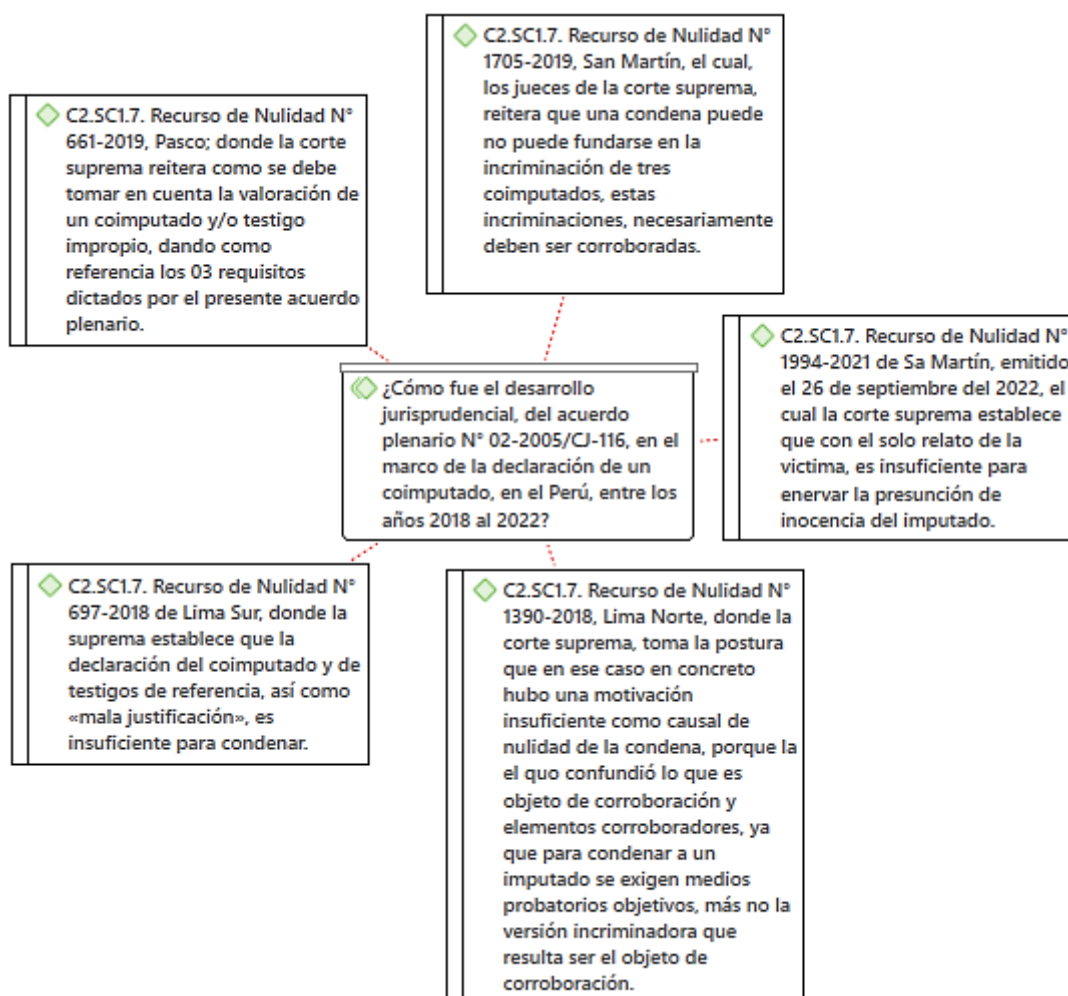 C2.SC1.7. Recurso de Nulidad N°
1705-2019, San Martín, el cual,
los jueces de la corte suprema,
reitera que una condena puede
no puede fundarse en la
incriminación de tres
coimputados, estas
incriminaciones, necesariamente
deben ser corroboradas.
C2.SC1.7. Recurso de Nulidad N°
661-2019, Pasco; donde la corte
suprema reitera como se debe
tomar en cuenta la valoración de
un coimputado y/o testigo
impropio, dando como
referencia los 03 requisitos
dictados por el presente acuerdo
plenario.
C2.SC1.7. Recurso de Nulidad N°
1994-2021 de Sa Martín, emitido
el 26 de septiembre del 2022, el
cual la corte suprema establece
que con el solo relato de la
victima, es insuficiente para
enervar la presunción de
inocencia del imputado.
¿Cómo fue el desarrollo
jurisprudencial, del acuerdo
plenario N° 02-2005/CJ-116, en el
marco de la declaración de un
coimputado, en el Perú, entre los
años 2018 al 2022?
C2.SC1.7. Recurso de Nulidad N°
697-2018 de Lima Sur, donde la
suprema establece que la
declaración del coimputado y de
testigos de referencia, así como
«mala justificación», es
insuficiente para condenar.
C2.SC1.7. Recurso de Nulidad N°
1390-2018, Lima Norte, donde la
corte suprema, toma la postura
que en ese caso en concreto
hubo una motivación
insuficiente como causal de
nulidad de la condena, porque la
el quo confundió lo que es
objeto de corroboración y
elementos corroboradores, ya
que para condenar a un
imputado se exigen medios
probatorios objetivos, más no la
versión incriminadora que
resulta ser el objeto de
corroboración.